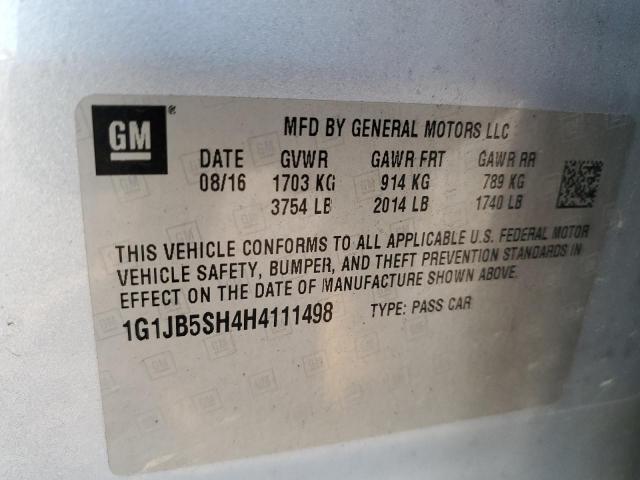 GM®
MFD BY GENERAL MOTORS LLC
DATE GVWR GAWR FRT GAWR RR
08/16 1703 KG 914 KG 789 KG
3754 LB 2014 LB 1740 LB
THIS VEHICLE CONFORMS TO ALL APPLICABLE U.S. FEDERAL MOTOR
VEHICLE SAFETY, BUMPER, AND THEFT PREVENTION STANDARDS IN
EFFECT ON THE DATE OF MANUFACTURE SHOWN ABOVE.
1G1JB5SH4H4111498 TYPE: PASS CAR